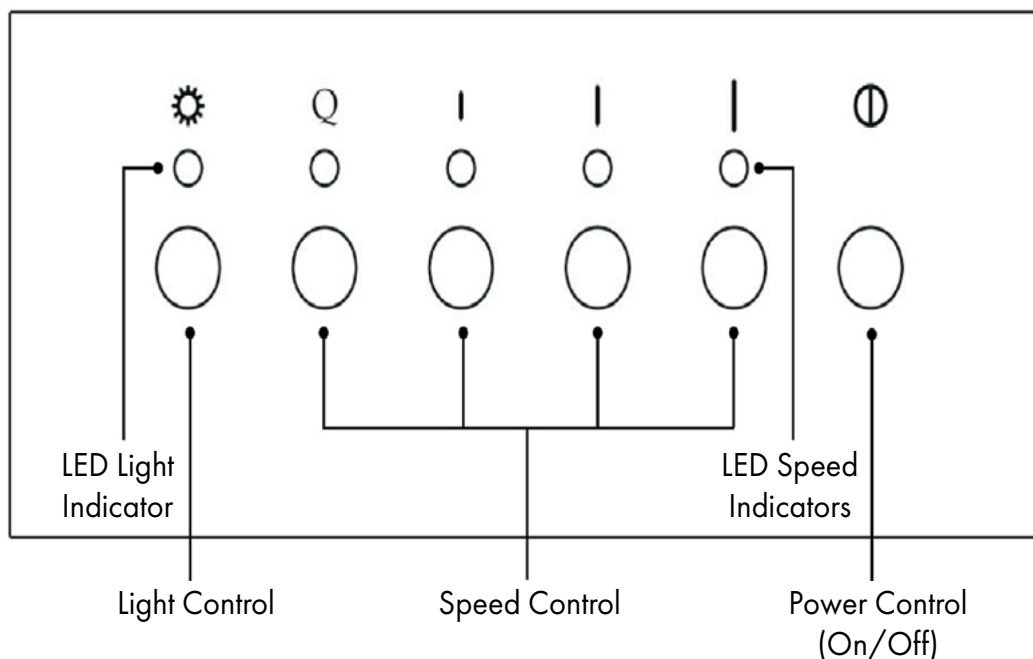 Q
LED Light
Indicator
LED Speed
Indicators
Light Control
Speed Control
Power Control
(On/Off)